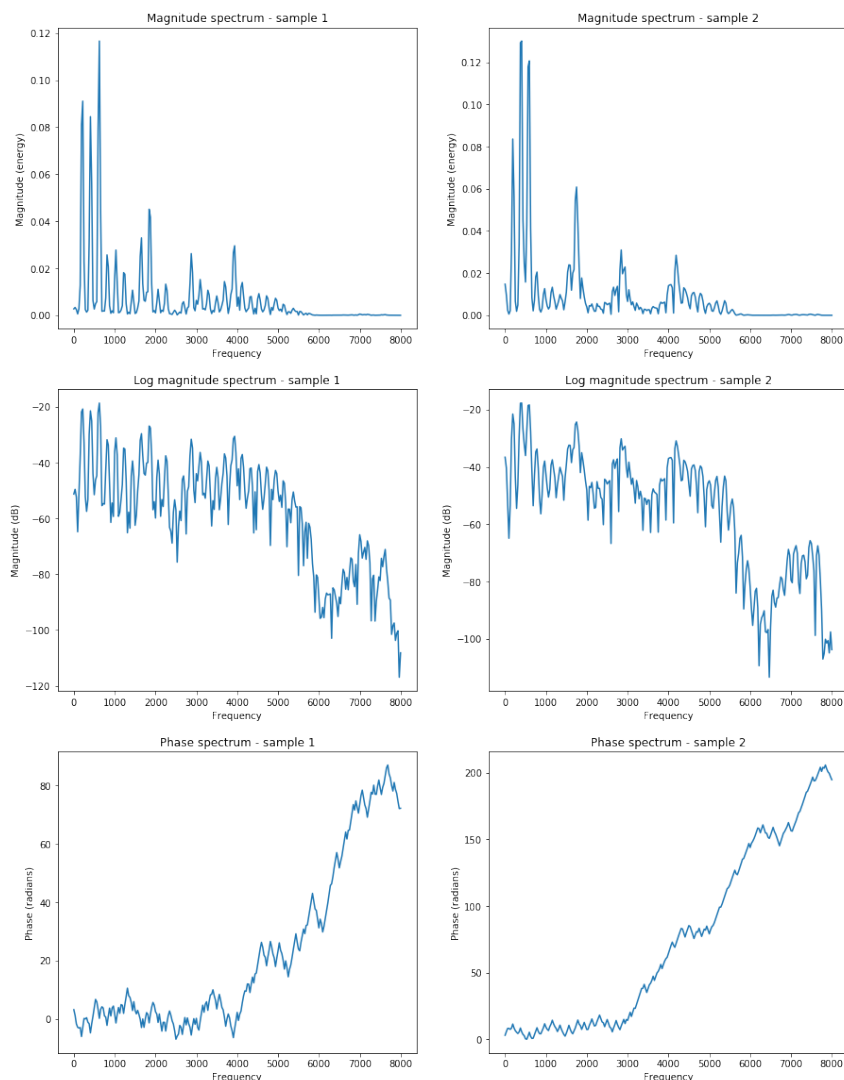 Magnitude spectrum - sample 1
Magnitude (energy)
0.12
0.10
0.08
0.06
0.04
0.02
0.00
0 1000 2000 3000 4000 5000 6000 7000 8000
Frequency
Magnitude spectrum - sample 2
Magnitude (energy)
0.12
0.10
0.08
0.06
0.04
0.02
0.00
0 1000 2000 3000 4000 5000 6000 7000 8000
Frequency
Log magnitude spectrum - sample 1
Magnitude (dB)
−20
−40
−60
−80
−100
−120
0 1000 2000 3000 4000 5000 6000 7000 8000
Frequency
Log magnitude spectrum - sample 2
Magnitude (dB)
−20
−40
−60
−80
−100
0 1000 2000 3000 4000 5000 6000 7000 8000
Frequency
Phase spectrum - sample 1
Phase (radians)
80
60
40
20
0
0 1000 2000 3000 4000 5000 6000 7000 8000
Frequency
Phase spectrum - sample 2
Phase (radians)
200
150
100
50
0
0 1000 2000 3000 4000 5000 6000 7000 8000
Frequency